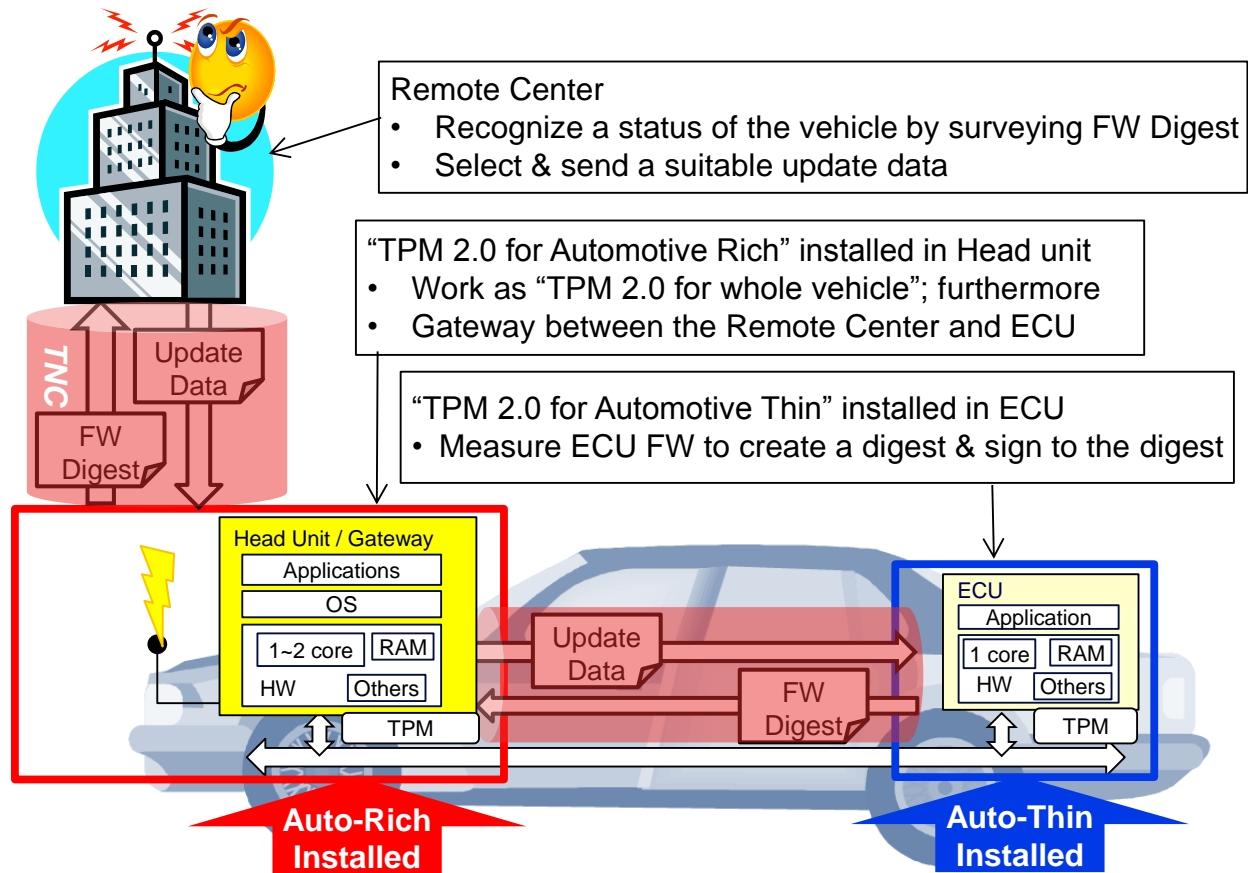 Remote Center
• Recognize a status of the vehicle by surveying FW Digest
• Select & send a suitable update data
“TPM 2.0 for Automotive Rich” installed in Head unit
• Work as “TPM 2.0 for whole vehicle”; furthermore
• Gateway between the Remote Center and ECU
“TPM 2.0 for Automotive Thin” installed in ECU
• Measure ECU FW to create a digest & sign to the digest
TNC
Update
Data
FW
Digest
Head Unit / Gateway
Applications
OS
1~2 core
RAM
HW
Others
TPM
Update
Data
FW
Digest
ECU
Application
1 core
RAM
HW
Others
TPM
Auto-Rich
Installed
Auto-Thin
Installed